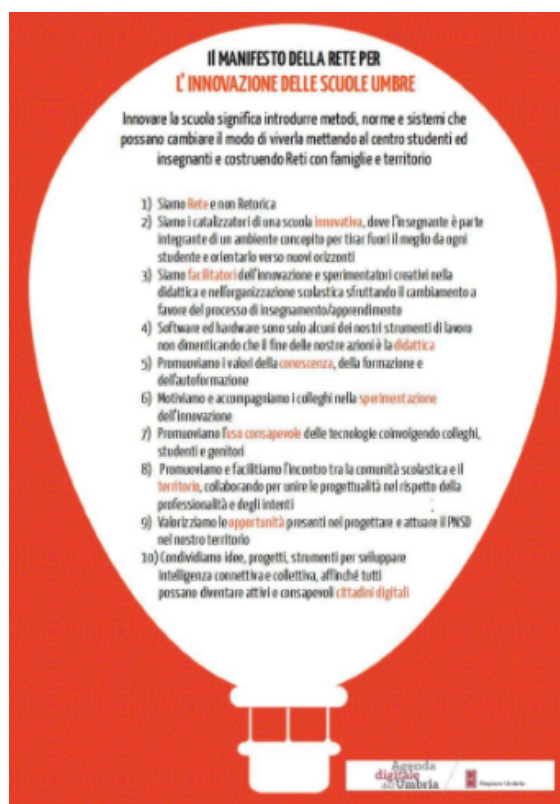 Il MANIFESTO DELLA RETE PER
L' INNOVAZIONE DELLE SCUOLE UMBRE
Innovare la scuola significa introdurre metodi, norme e sistemi che
possano cambiare il modo di viverla mettendo al centro studenti ed
insegnanti e costruendo Reti con famiglie e territorio
1) Siamo Rete e non Retorica
2) Siamo i catalizzatori di una scuola innovativa, dove l'insegnante è parte
integrante di un ambiente concepito per tirar fuori il meglio da ogni
studente e orientarlo verso nuovi orizzonti
3) Siamo facilitatori dell'innovazione e sperimentatori creativi nella
didattica e nell'organizzazione scolastica sfruttando il cambiamento a
favore del processo di insegnamento/apprendimento
4) Software ed hardware sono solo alcuni dei nostri strumenti di lavoro
non dimenticando che il fine delle nostre azioni è la didattica
5) Promuoviamo i valori della conoscenza, della formazione e
dell'autoformazione
6) Motiviamo e accompagniamo i colleghi nella sperimentazione
dell'innovazione
7) Promuoviamo l'uso consapevole delle tecnologie coinvolgendo colleghi,
studenti e genitori
8) Promuoviamo e facilitiamo l'incontro tra la comunità scolastica e il
territorio, collaborando per unire le progettualità nel rispetto della
professionalità e degli intenti
9) Valorizziamo le opportunità presenti nel progettare e attuare il PNSD
nel nostro territorio
10) Condividiamo idee, progetti, strumenti per sviluppare
intelligenza connettiva e collettiva, affinché tutti
possano diventare attivi e consapevoli cittadini digitali
Agenda
digitale
dell'Umbria
Regione Umbria